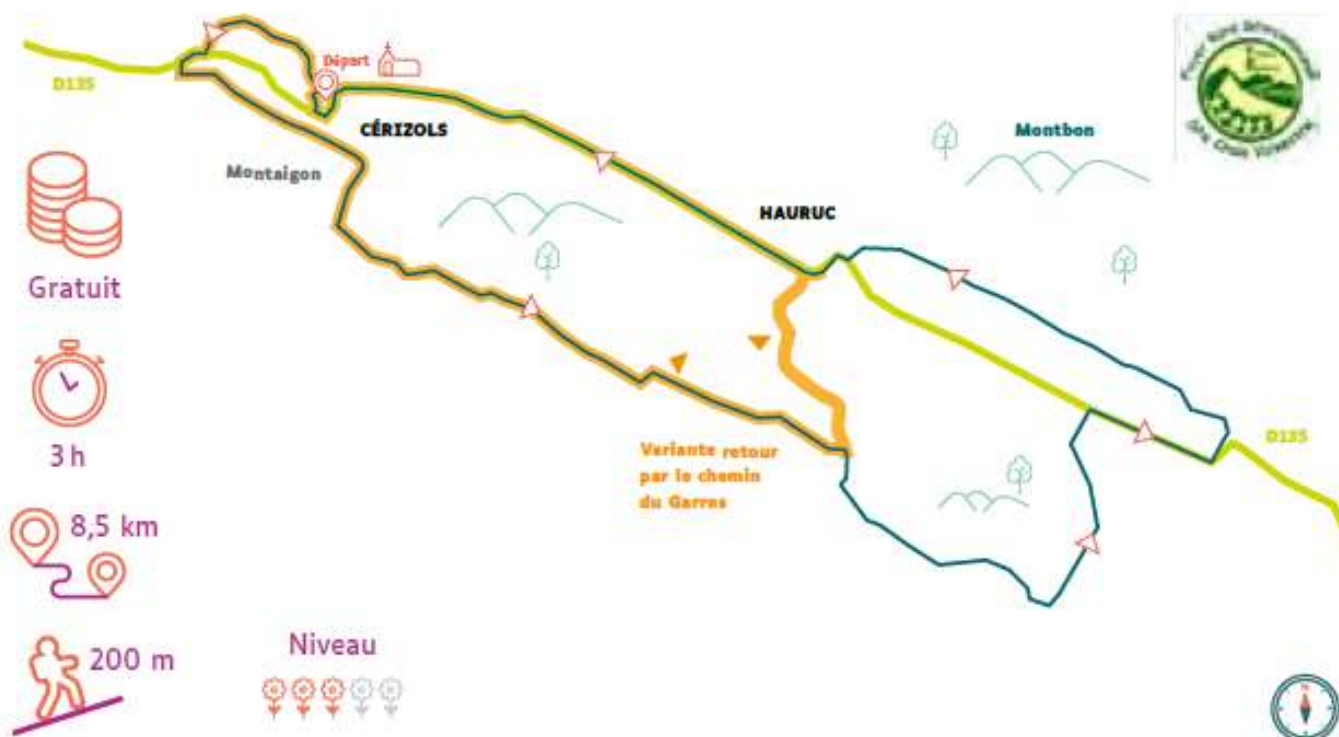 Départ
D135
CÉRIZOLS
Montaigon
Montbon
HAURUC
Gratuit
3 h
D135
Variante retour
par le chemin
du Garres
8,5 km
200 m
Niveau